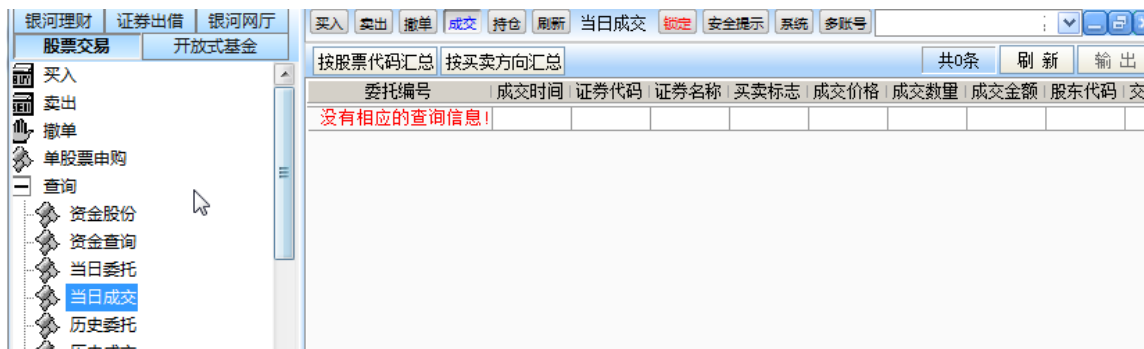 银河理财 证券出借 银河网厅
股票交易 开放式基金
买入
卖出
撤单
单股票申购
查询
资金股份
资金查询
当日委托
当日成交
历史委托
历史成交
买入 卖出 撤单 成交 持仓 刷新 当日成交 锁定 安全提示 系统 多账号
按股票代码汇总 按买卖方向汇总 共0条 刷 新 输 出
委托编号 成交时间 证券代码 证券名称 买卖标志 成交价格 成交数量 成交金额 股东代码 交
没有相应的查询信息!